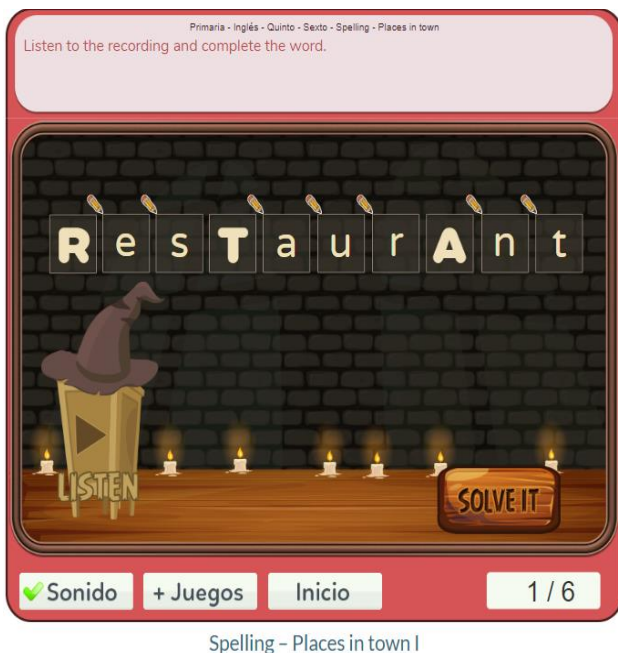 Primaria - Inglés - Quinto - Sexto - Spelling - Places in town
Listen to the recording and complete the word.
ResTaurAnt
LISTEN
SOLVE IT
Sonido
+ Juegos
Inicio
1 / 6
Spelling – Places in town I